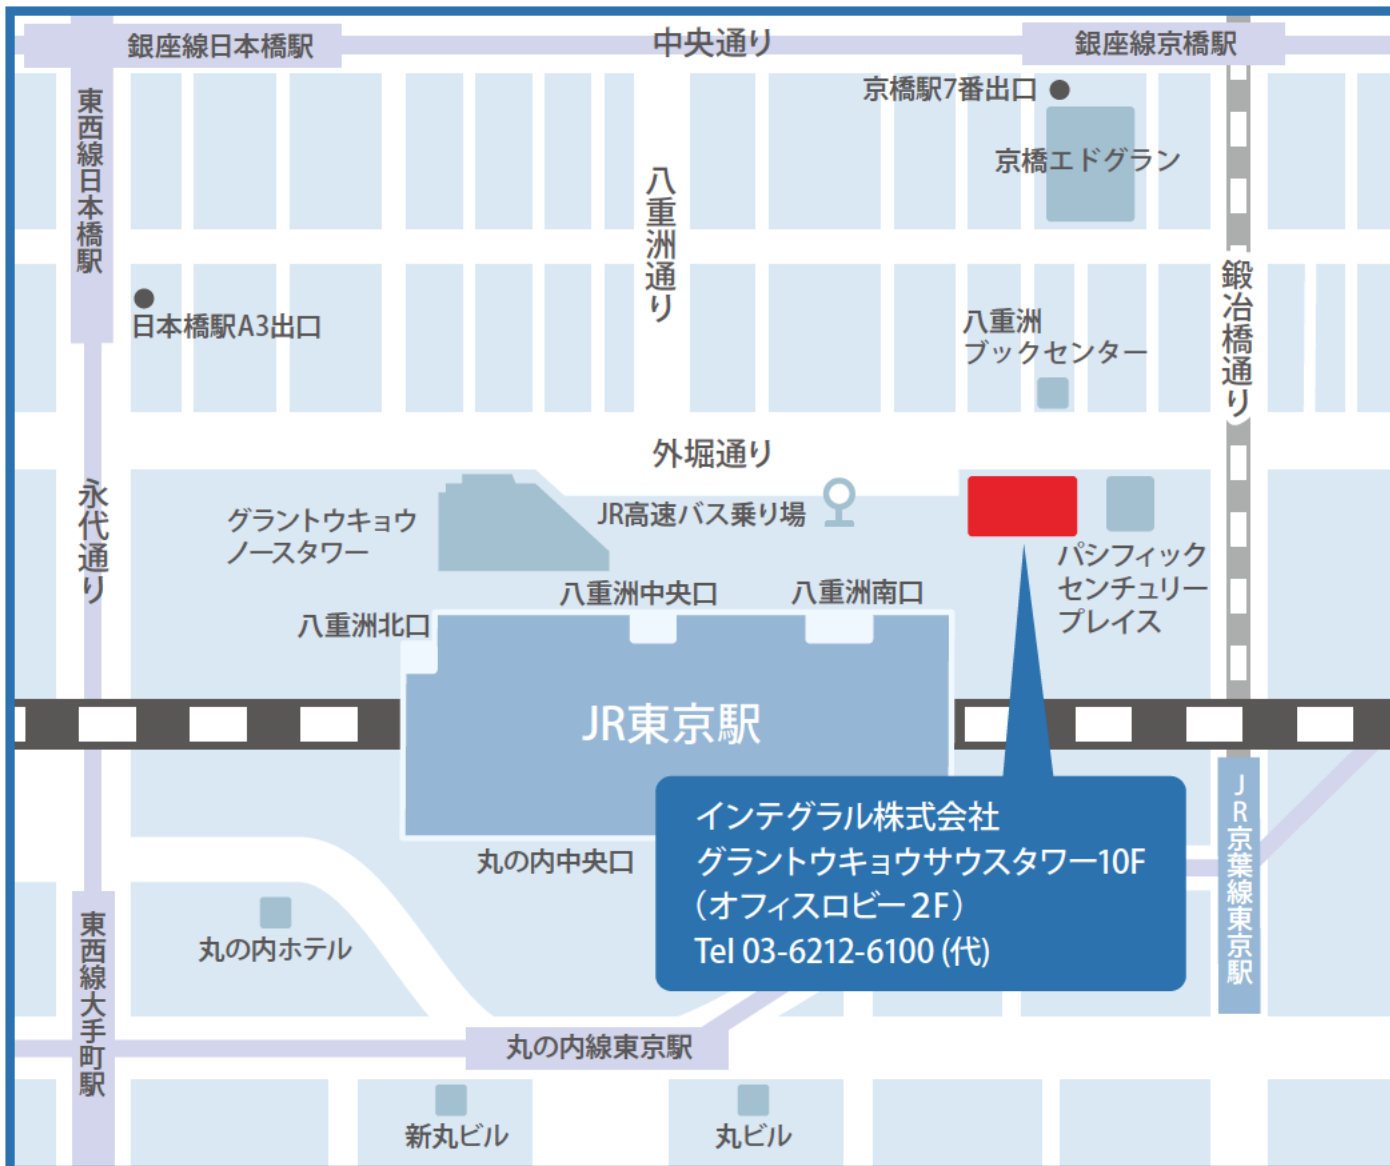 銀座線日本橋駅
中央通り
銀座線京橋駅
京橋駅7番出口
東西線日本橋駅
京橋エドグラン
八重洲通り
鍛冶橋通り
日本橋駅A3出口
八重洲
ブックセンター
外堀通り
永代通り
グラントウキョウ
ノースタワー
JR高速バス乗り場
パシフィック
センチュリー
プレイス
八重洲北口
八重洲中央口
八重洲南口
JR東京駅
インテグラル株式会社
グラントウキョウサウスタワー10F
（オフィスロビー2F）
Tel 03-6212-6100 (代)
JR京葉線東京駅
丸の内中央口
丸の内ホテル
東西線大手町駅
丸の内線東京駅
新丸ビル
丸ビル